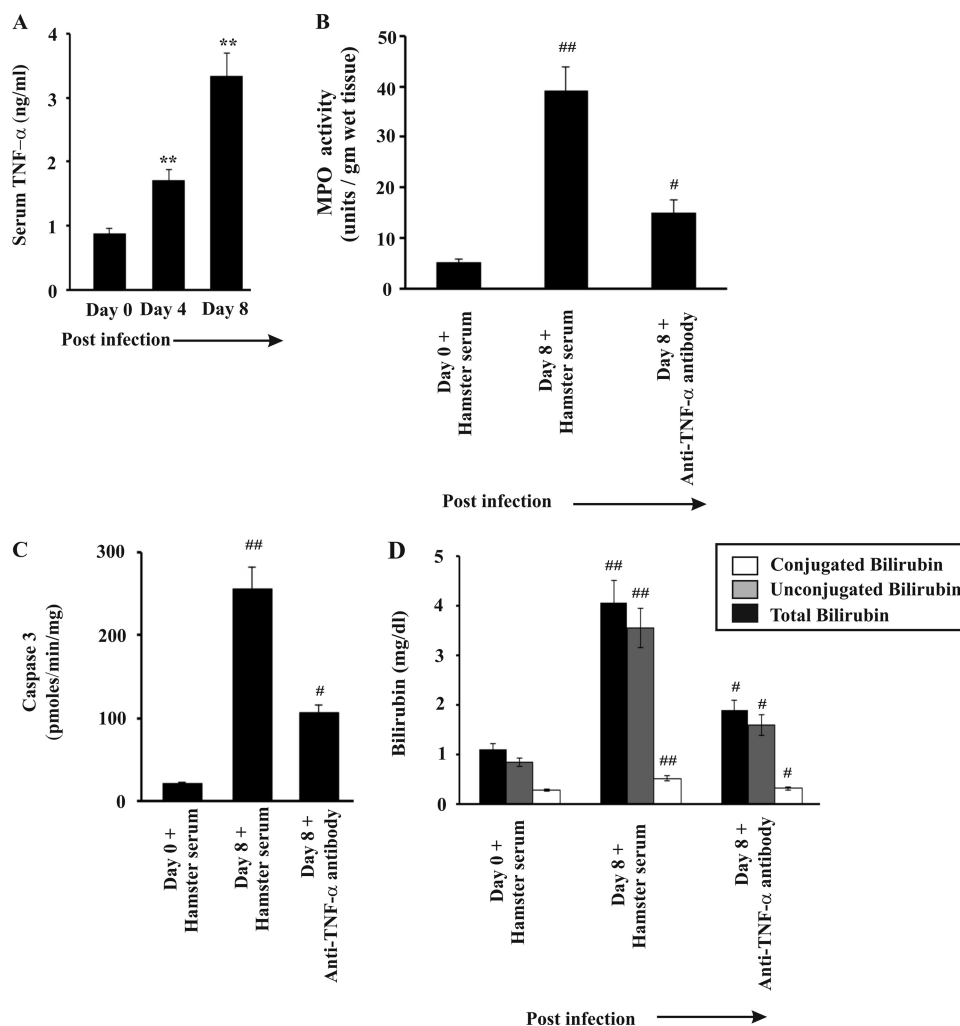 A
Serum TNF-α (ng/ml)
4
3
2
1
0
**
**
Day 0 Day 4 Day 8
Post infection
B
MPO activity
(units / gm wet tissue)
50
40
30
20
10
0
##
#
Day 0 +
Hamster serum
Day 8 +
Hamster serum
Day 8 +
Anti-TNF-α antibody
Post infection
C
Caspase 3
(pmoles/min/mg)
300
200
100
0
##
#
Day 0 +
Hamster serum
Day 8 +
Hamster serum
Day 8 +
Anti-TNF-α antibody
D
Conjugated Bilirubin
Unconjugated Bilirubin
Total Bilirubin
Bilirubin (mg/dl)
5
4
3
2
1
0
##
##
##
#
#
#
Day 0 +
Hamster serum
Day 8 +
Hamster serum
Day 8 +
Anti-TNF-α antibody
Post infection